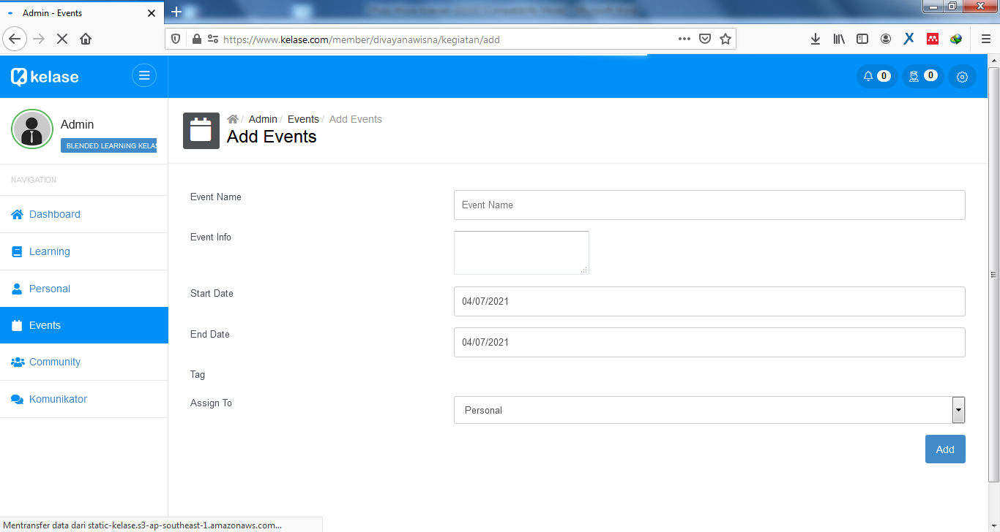 Admin - Events
https://www.kelase.com/member/divayanawisna/kegiatan/add
kelase
0
0
Admin
BLENDED LEARNING KELAS
/ Admin / Events / Add Events
Add Events
NAVIGATION
Dashboard
Learning
Personal
Events
Community
Komunikator
Event Name
Event Name
Event Info
Start Date
04/07/2021
End Date
04/07/2021
Tag
Assign To
Personal
Add
Mentransfer data dari static-kelase.s3-ap-southeast-1.amazonaws.com...